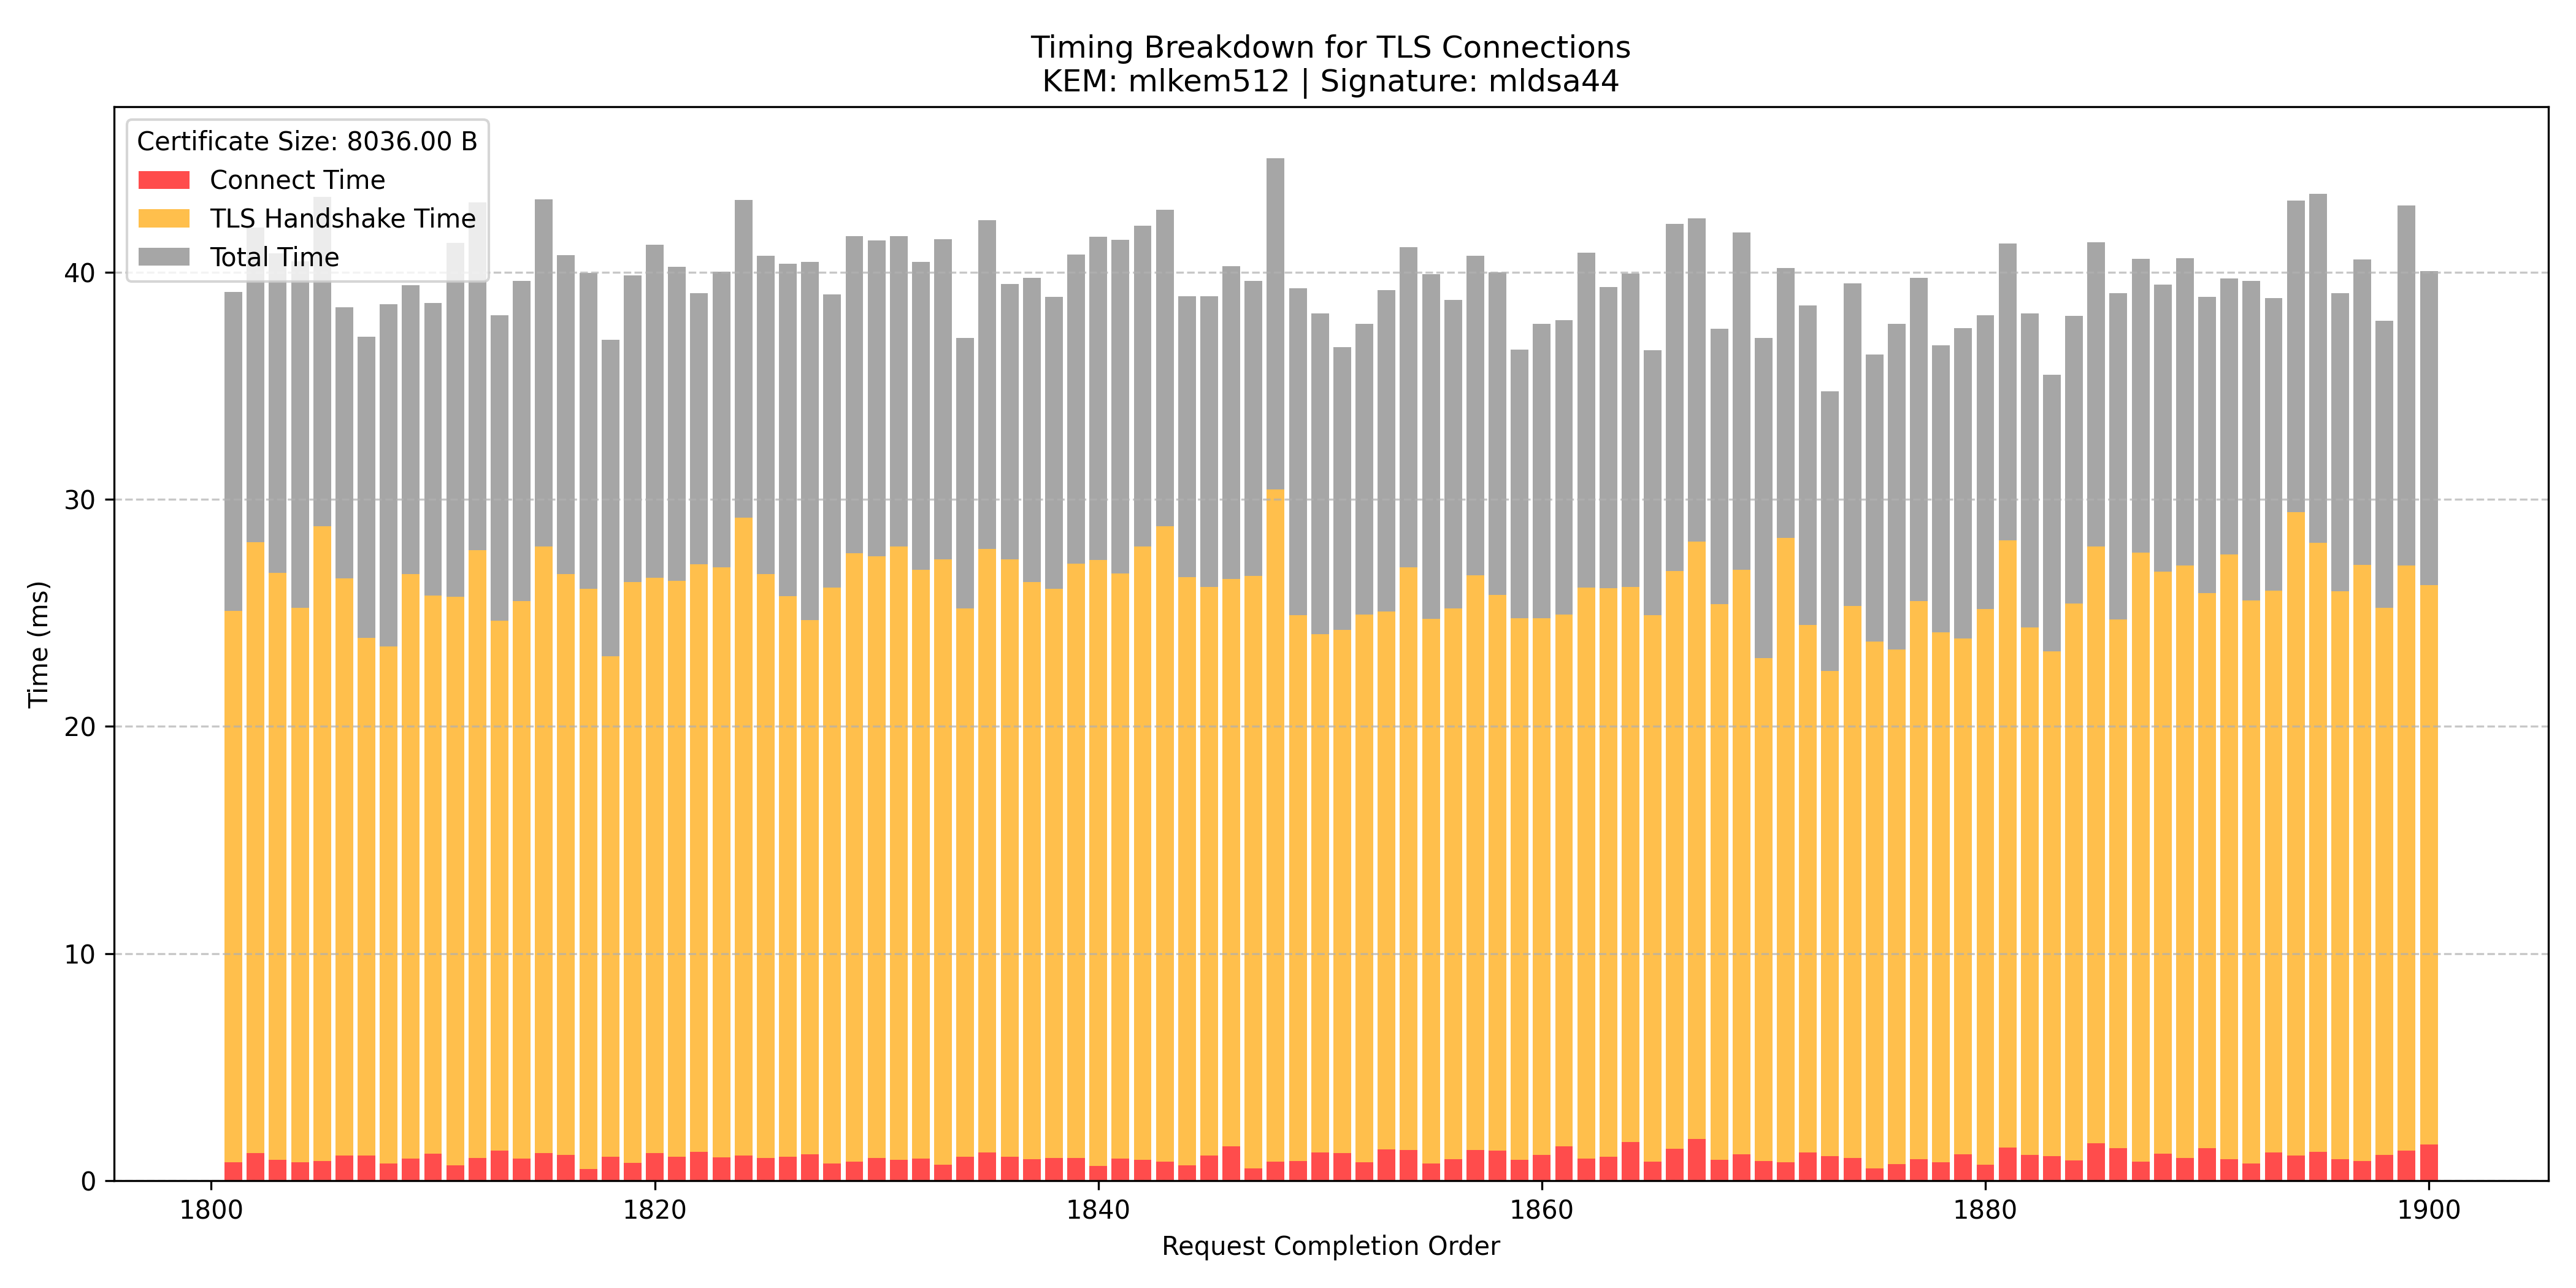 Timing Breakdown for TLS Connections
KEM: mlkem512 | Signature: mldsa44
Certificate Size: 8036.00 B
Connect Time
TLS Handshake Time
Total Time
Time (ms)
40
30
20
10
0
1800 1820 1840 1860 1880 1900
Request Completion Order